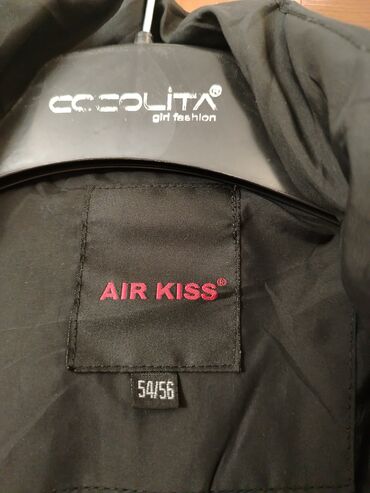 COCOLiTA®
girl fashion
AIR KISS®
54/56